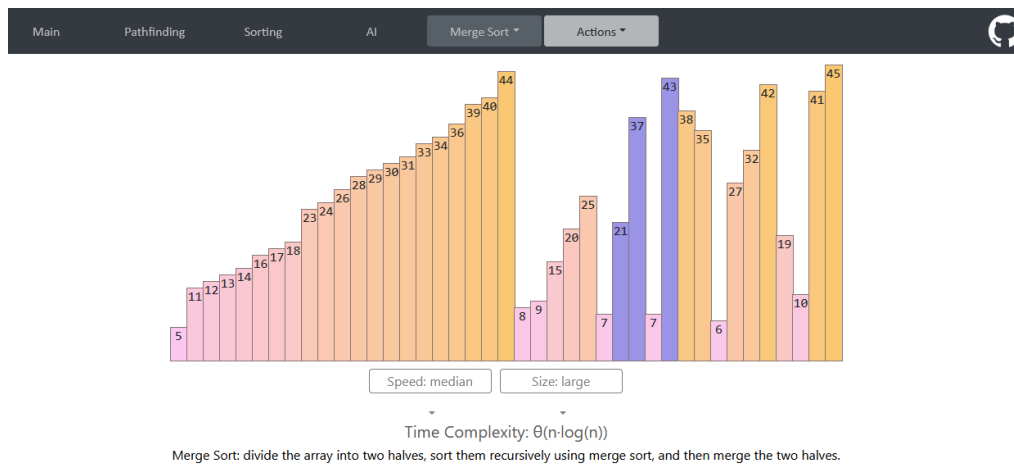 Main Pathfinding Sorting AI Merge Sort Actions
5 11 12 13 14 16 17 18 23 24 26 28 29 30 31 33 34 36 39 40 44 8 9 15 20 25 7 21 37 7 43 38 35 6 27 32 42 19 10 41 45
Speed: median Size: large
Time Complexity: θ(n·log(n))
Merge Sort: divide the array into two halves, sort them recursively using merge sort, and then merge the two halves.